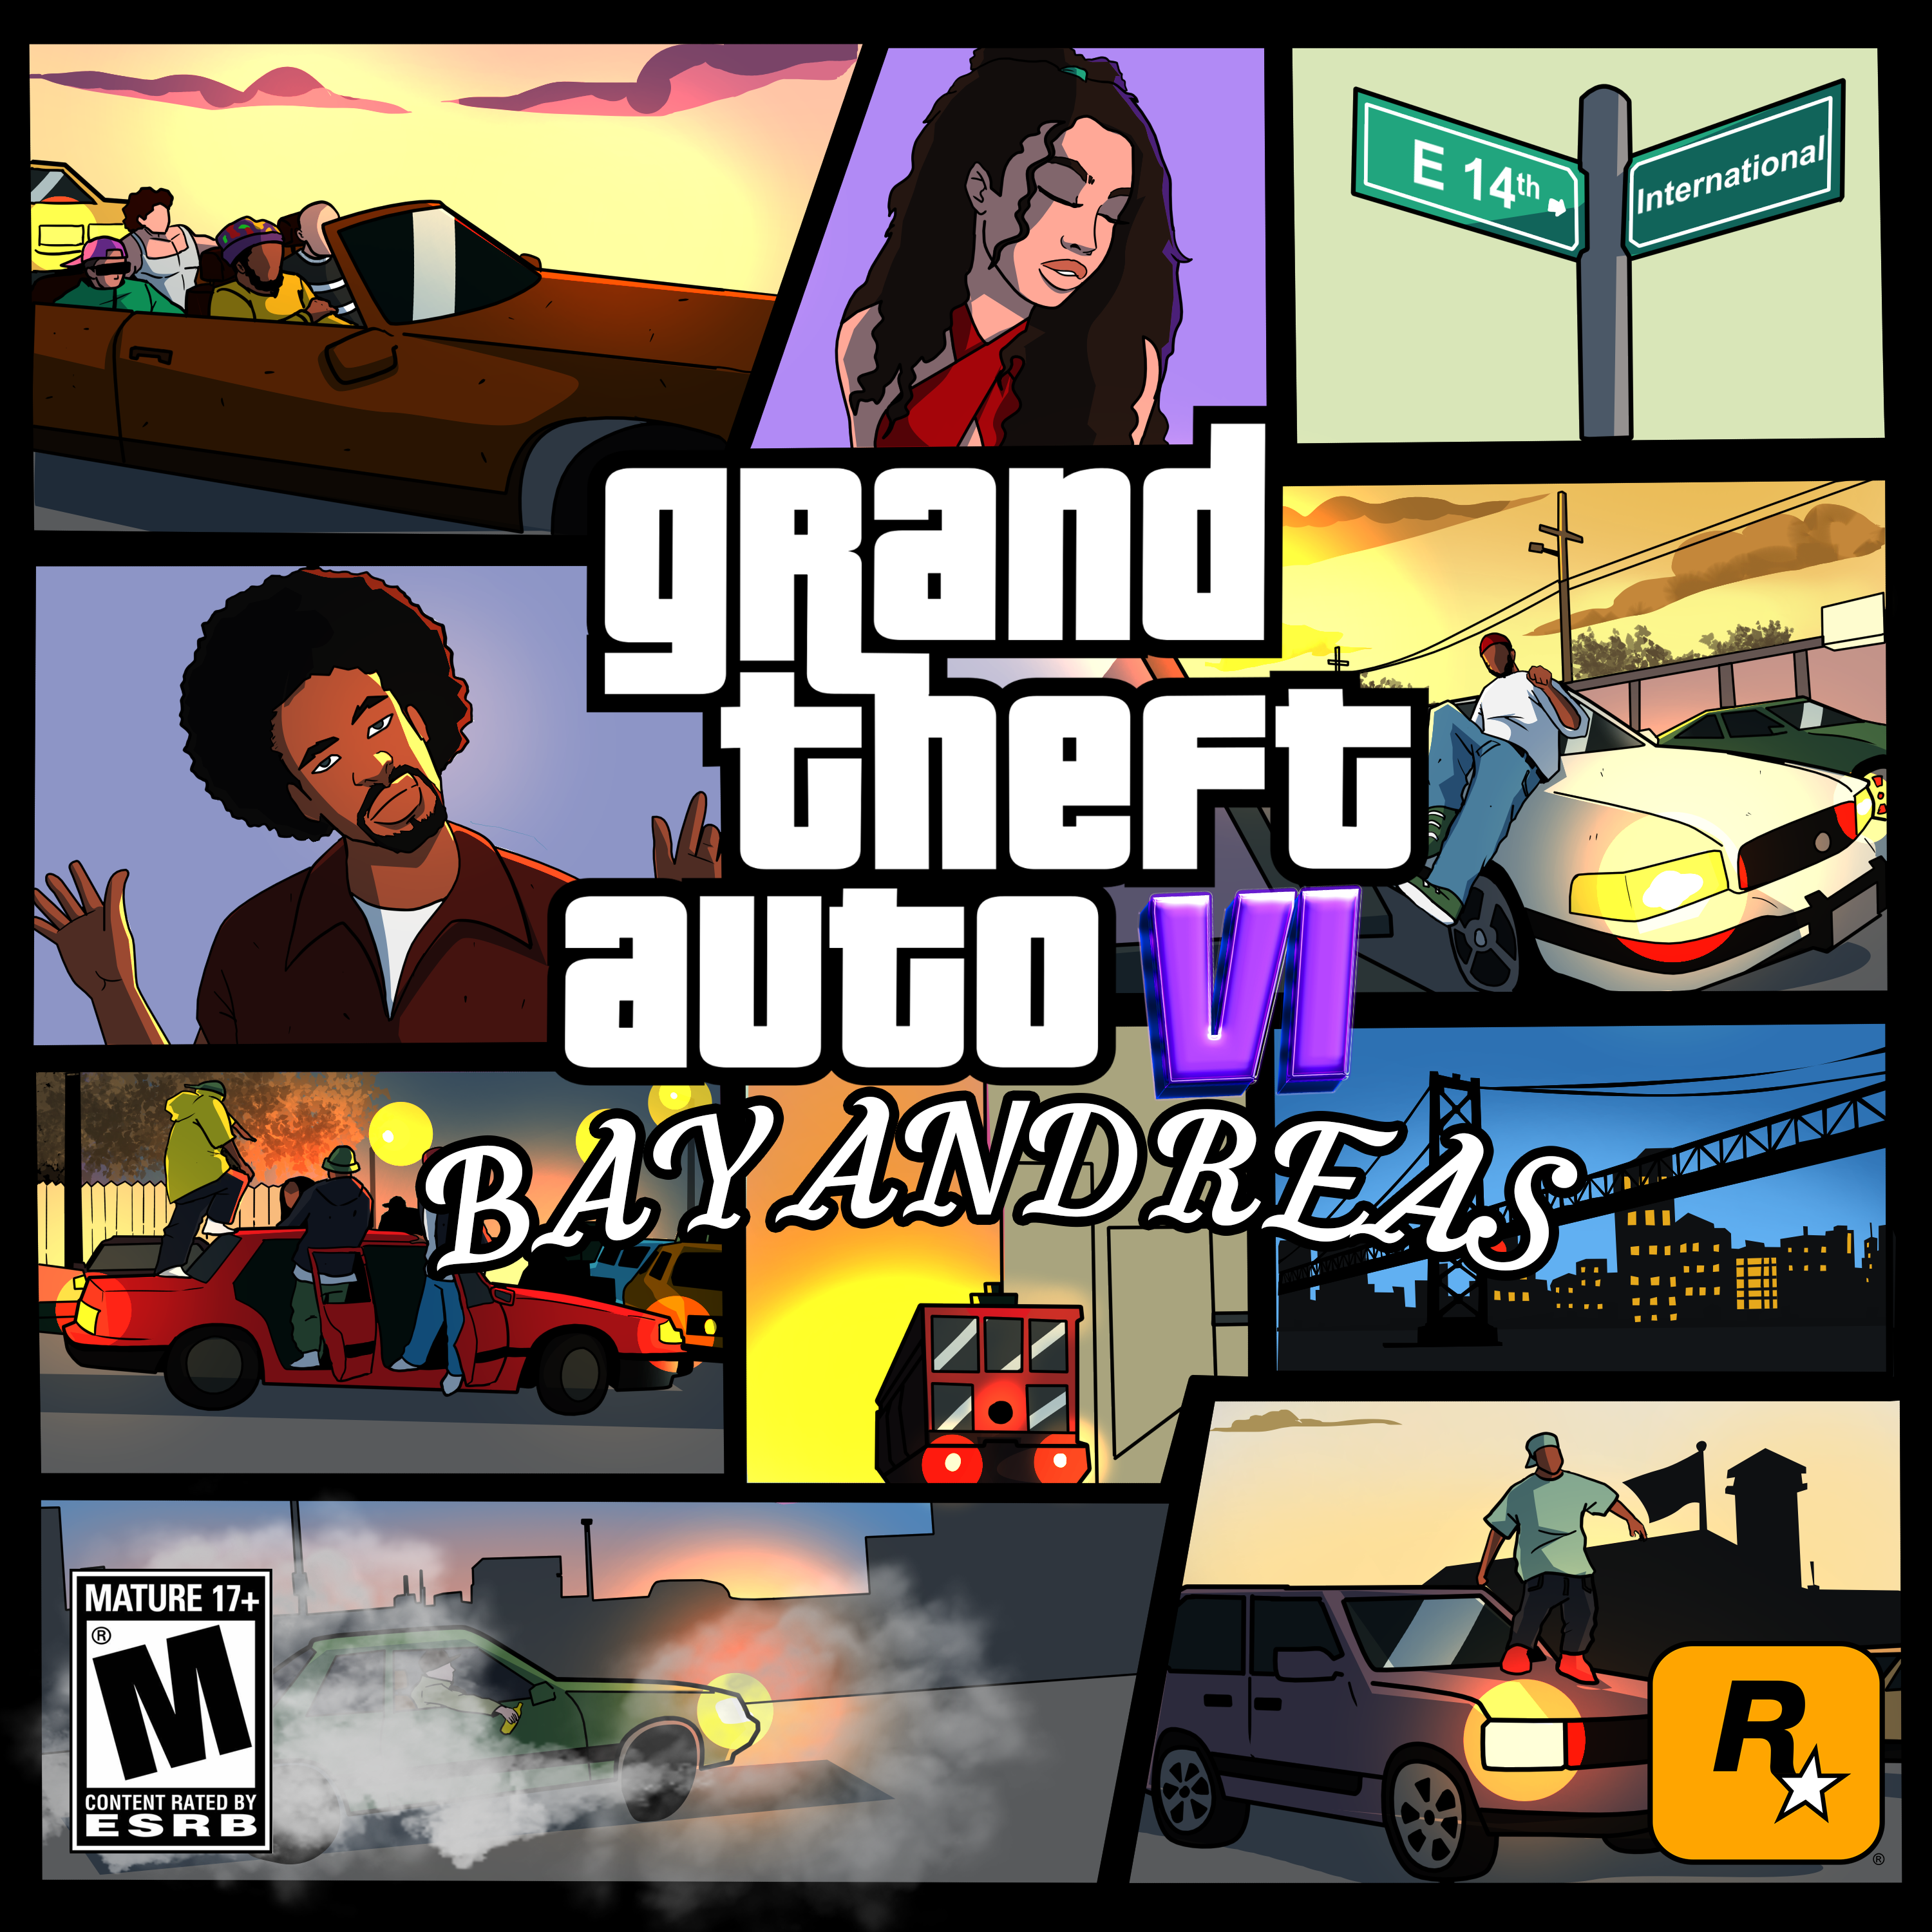 E 14th
International
grand
theft
auto VI
BAY ANDREAS
MATURE 17+
®
M
CONTENT RATED BY
ESRB
R
®